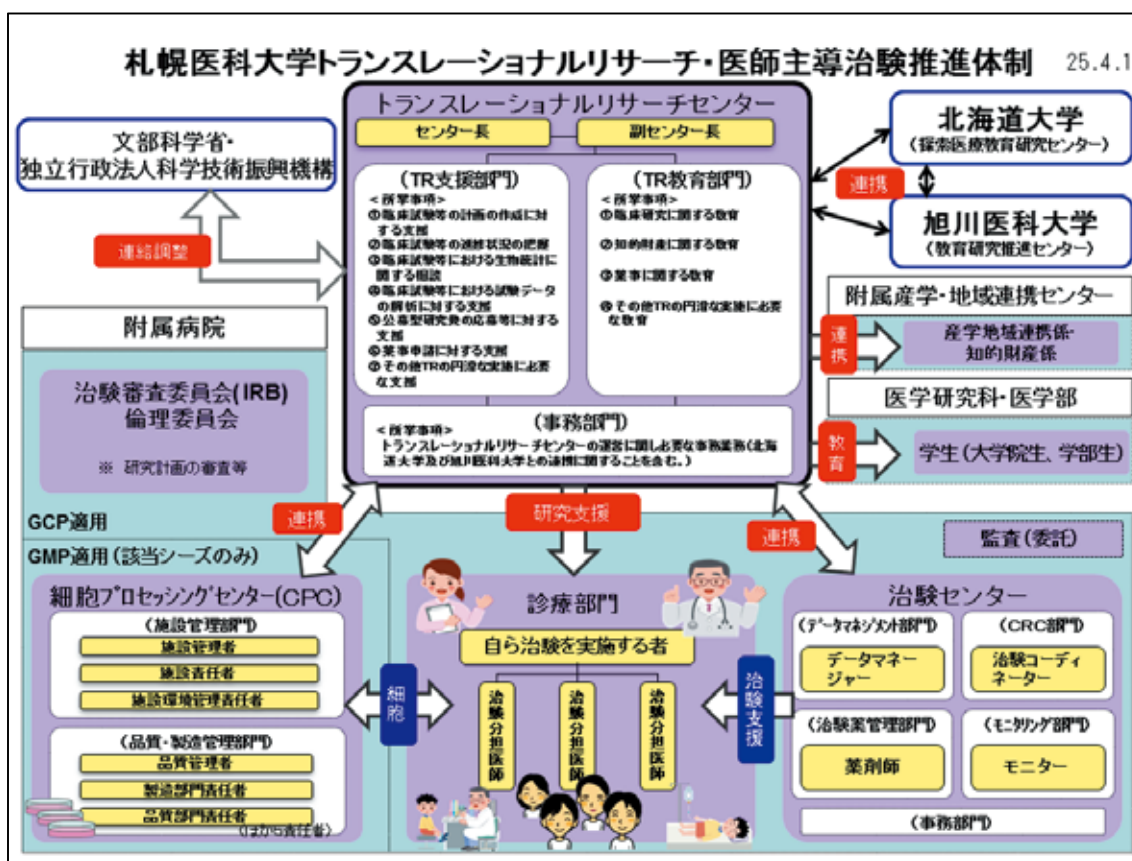 札幌医科大学トランスレーショナルリサーチ・医師主導治験推進体制
25.4.1
文部科学省・
独立行政法人科学技術振興機構
連絡調整
トランスレーショナルリサーチセンター
センター長
副センター長
(TR支援部門)
<所掌事項>
①臨床試験等の計画の作成に対
する支援
②臨床試験等の進捗状況の把握
③臨床試験等における生物統計に
関する相談
④臨床試験等における試験データ
の解析に対する支援
⑤公募型研究費の応募等に対する
支援
⑥薬事申請に対する支援
⑦その他TRの円滑な実施に必要
な支援
(TR教育部門)
<所掌事項>
①臨床研究に関する教育
②知的財産に関する教育
③薬事に関する教育
④その他TRの円滑な実施に必要
な教育
(事務部門)
<所掌事項>
トランスレーショナルリサーチセンターの運営に関し必要な事務業務(北海
道大学及び旭川医科大学との連携に関することを含む。)
北海道大学
(探索医療教育研究センター)
連携
旭川医科大学
(教育研究推進センター)
附属産学・地域連携センター
連携
産学地域連携係・
知的財産係
医学研究科・医学部
教育
学生(大学院生、学部生)
附属病院
治験審査委員会(IRB)
倫理委員会
※ 研究計画の審査等
連携
研究支援
連携
GCP適用
監査(委託)
GMP適用(該当シーズのみ)
細胞プロセッシングセンター(CPC)
(施設管理部門)
施設管理者
施設責任者
施設環境管理責任者
(品質・製造管理部門)
品質管理者
製造部門責任者
品質部門責任者
(ほか5責任者)
細胞
診療部門
自ら治験を実施する者
治験分担医師
治験分担医師
治験分担医師
治験支援
治験センター
(データマネジメント部門)
データマネー
ジャー
(CRC部門)
治験コーディ
ネーター
(治験薬管理部門)
薬剤師
(モニタリング部門)
モニター
(事務部門)